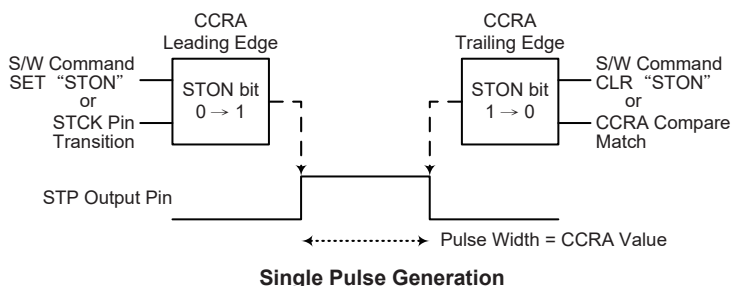 CCRA
Leading Edge
S/W Command
SET “STON”
or
STCK Pin
Transition
STON bit
0 → 1
CCRA
Trailing Edge
STON bit
1 → 0
S/W Command
CLR “STON”
or
CCRA Compare
Match
STP Output Pin
Pulse Width = CCRA Value
Single Pulse Generation